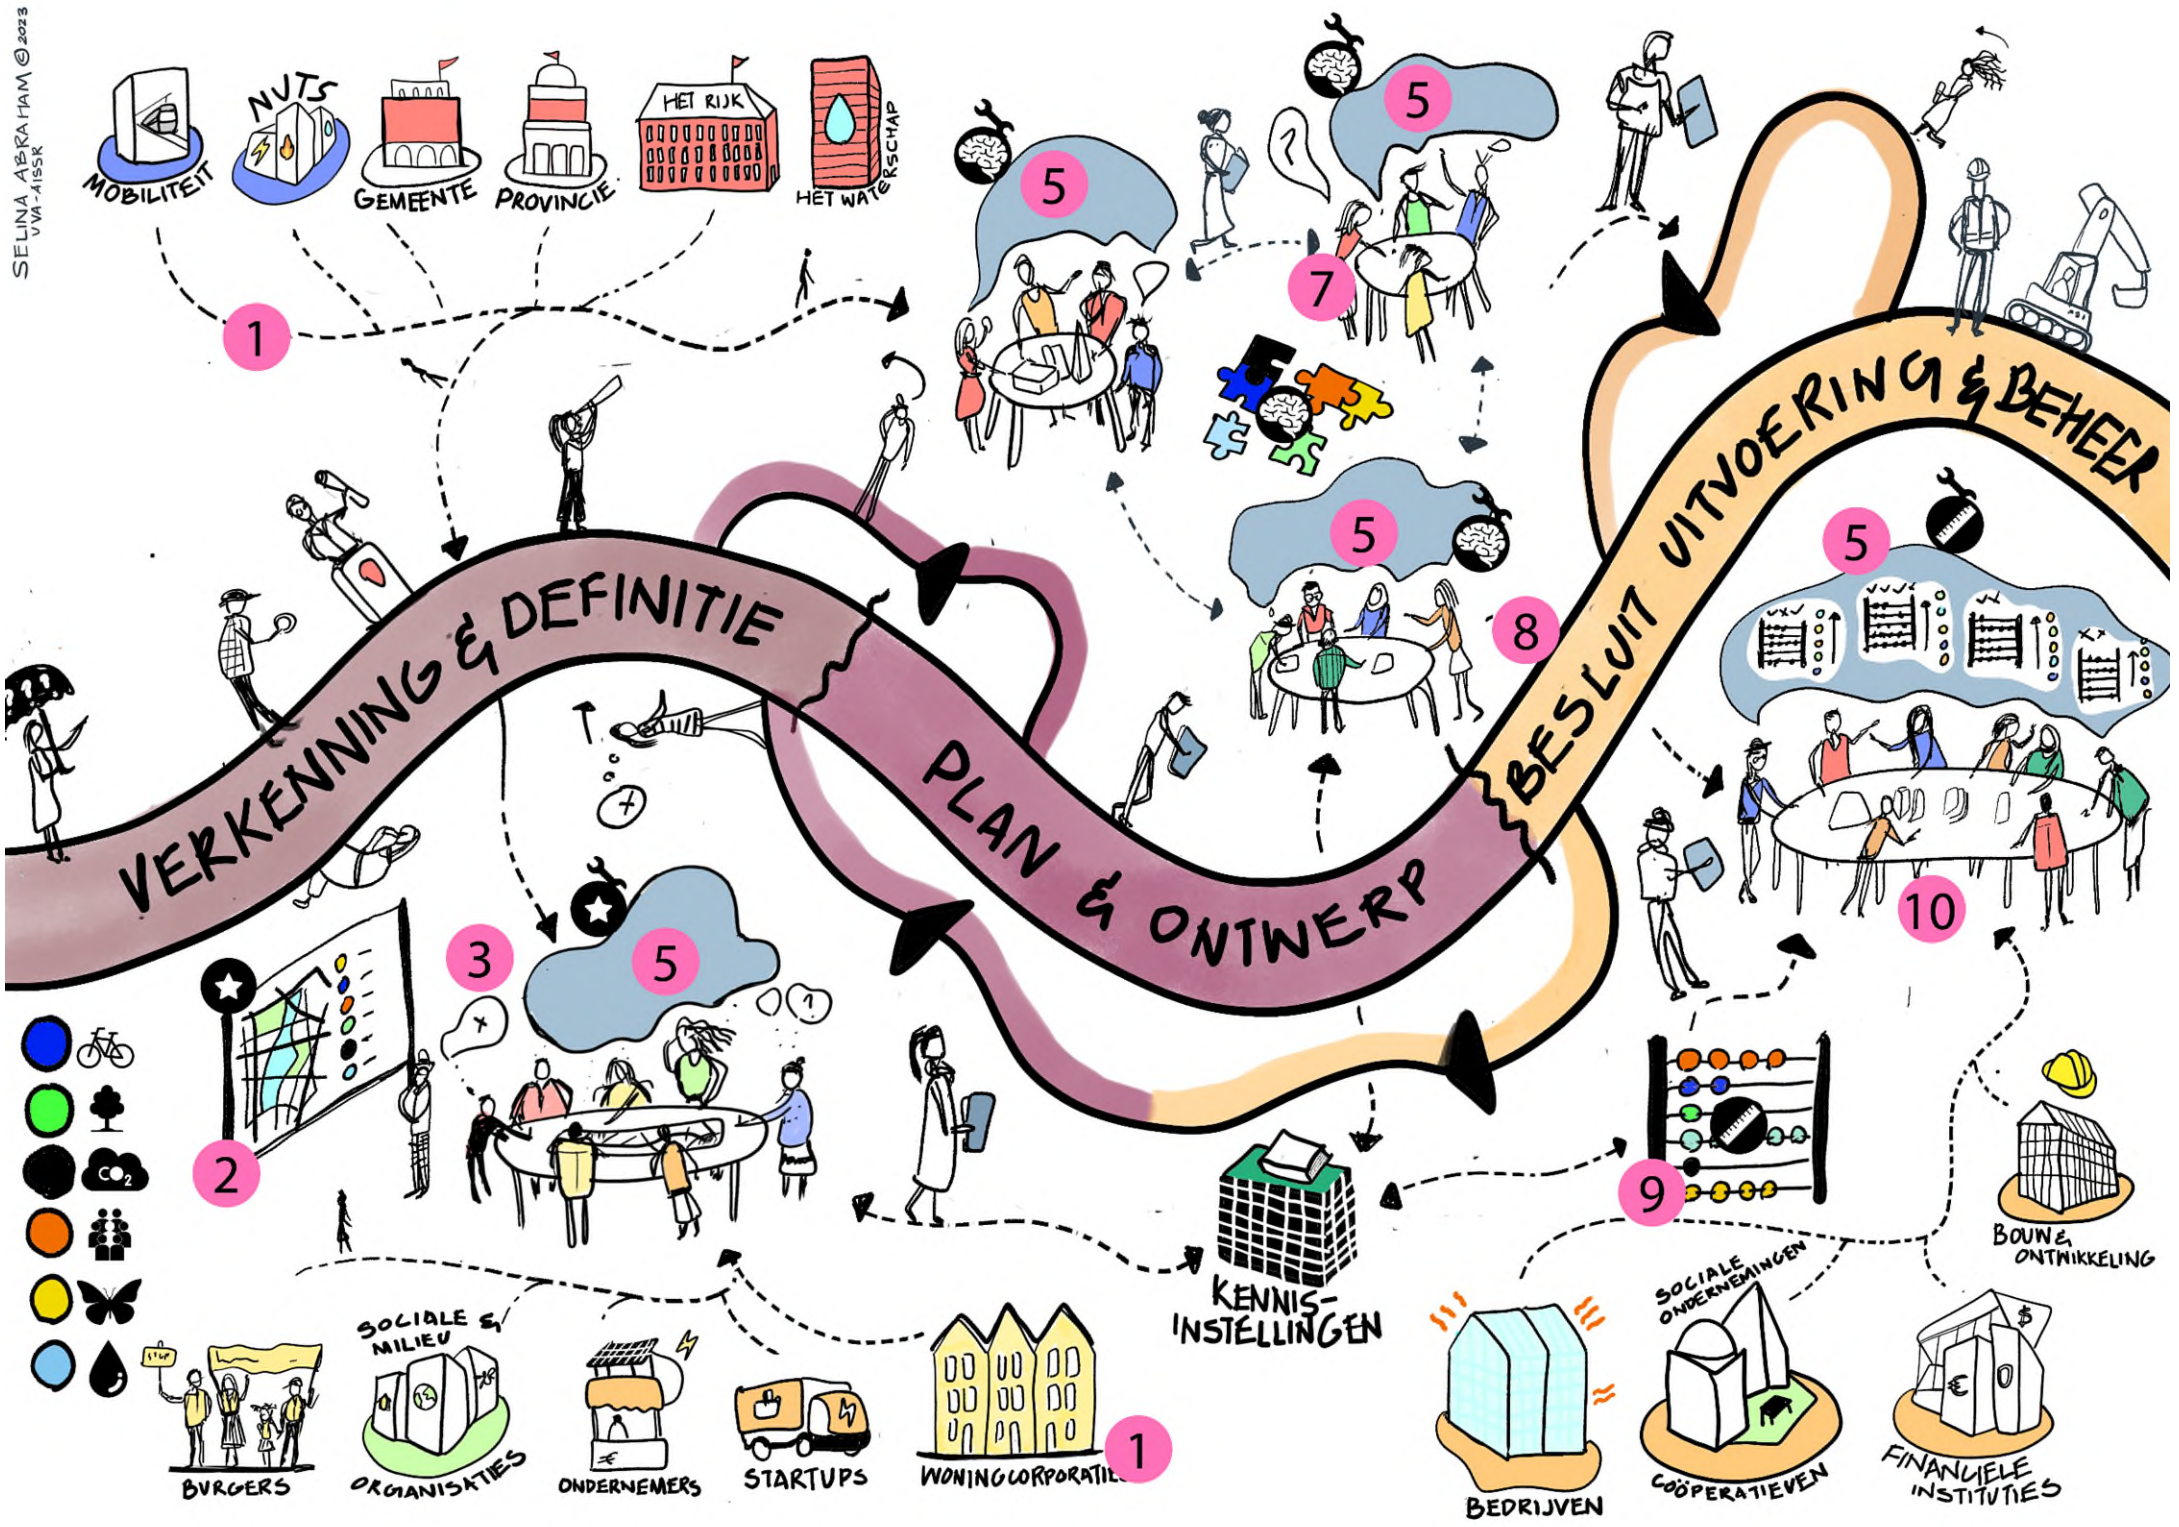 SELINA ABRAHAM © 2023
UVA-AISSR
MOBILITEIT
NUTS
GEMEENTE
PROVINCIE
HET RIJK
HET WATERSCHAP
1
5
5
7
5
8
5
VERKENNING & DEFINITIE
PLAN & ONTWERP
BESLUIT UITVOERING & BEHEER
10
3
5
2
9
CO2
STOP
BURGERS
SOCIALE &
MILIEU
ORGANISATIES
ONDERNEMERS
STARTUPS
WONINGCORPORATIE
1
KENNIS-
INSTELLINGEN
BEDRIJVEN
SOCIALE
ONDERNEMINGEN
COÖPERATIEVEN
FINANCIELE
INSTITUTIES
BOUW &
ONTWIKKELING